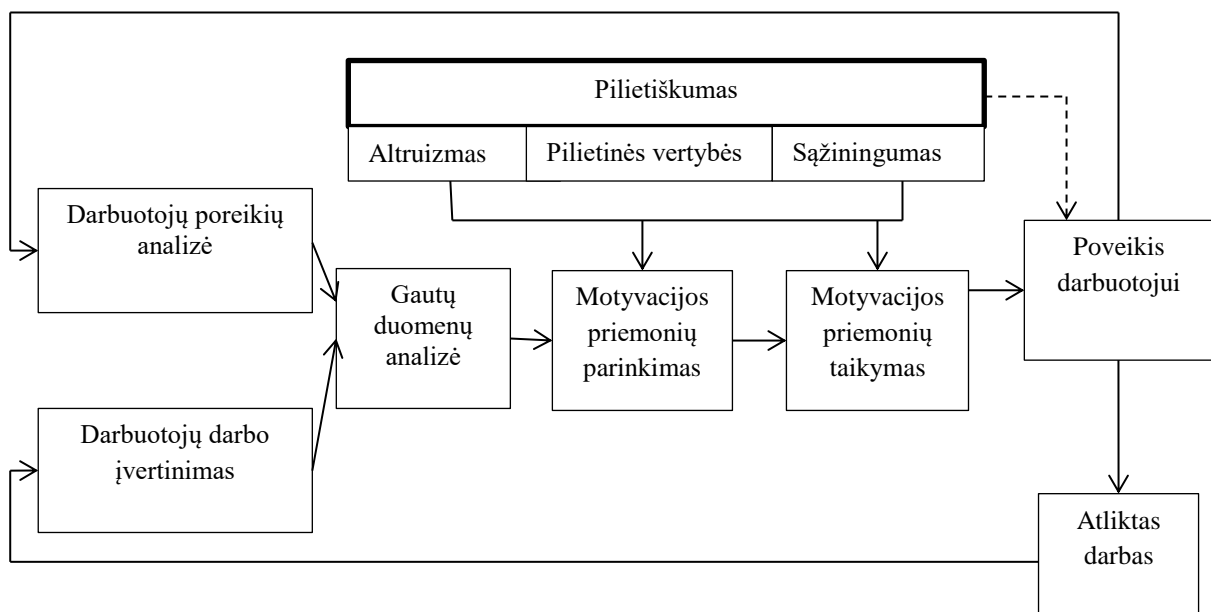 Pilietiškumas
Altruizmas
Pilietinės vertybės
Sąžiningumas
Darbuotojų poreikių
analizė
Poveikis
darbuotojui
Gautų
duomenų
analizė
Motyvacijos
priemonių
parinkimas
Motyvacijos
priemonių
taikymas
Darbuotojų darbo
įvertinimas
Atliktas
darbas